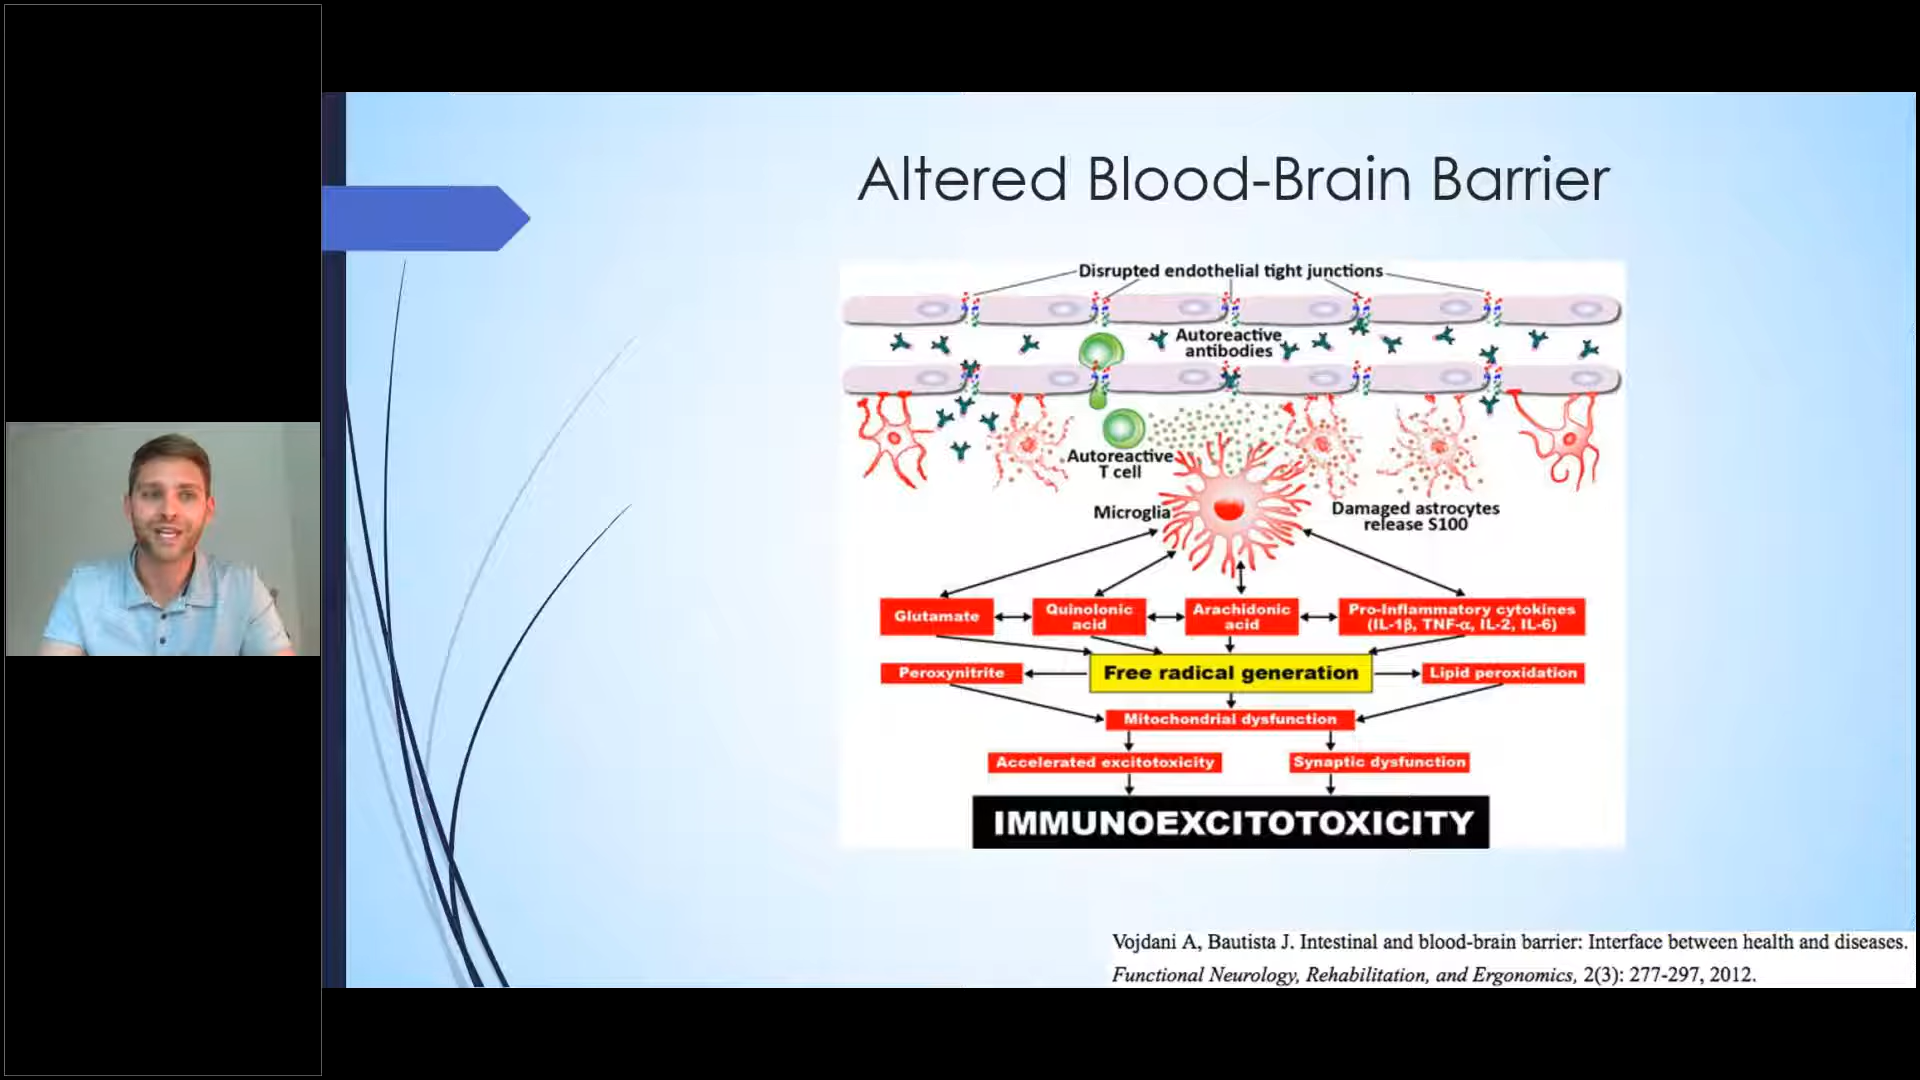 Altered Blood-Brain Barrier
Disrupted endothelial tight junctions
Autoreactive
antibodies
Autoreactive
T cell
Microglia
Damaged astrocytes
release S100
Glutamate
Quinolonic
acid
Arachidonic
acid
Pro-Inflammatory cytokines
(IL-1β, TNF-α, IL-2, IL-6)
Peroxynitrite
Free radical generation
Lipid peroxidation
Mitochondrial dysfunction
Accelerated excitotoxicity
Synaptic dysfunction
IMMUNOEXCITOTOXICITY
Vojdani A, Bautista J. Intestinal and blood-brain barrier: Interface between health and diseases.
Functional Neurology, Rehabilitation, and Ergonomics, 2(3): 277-297, 2012.